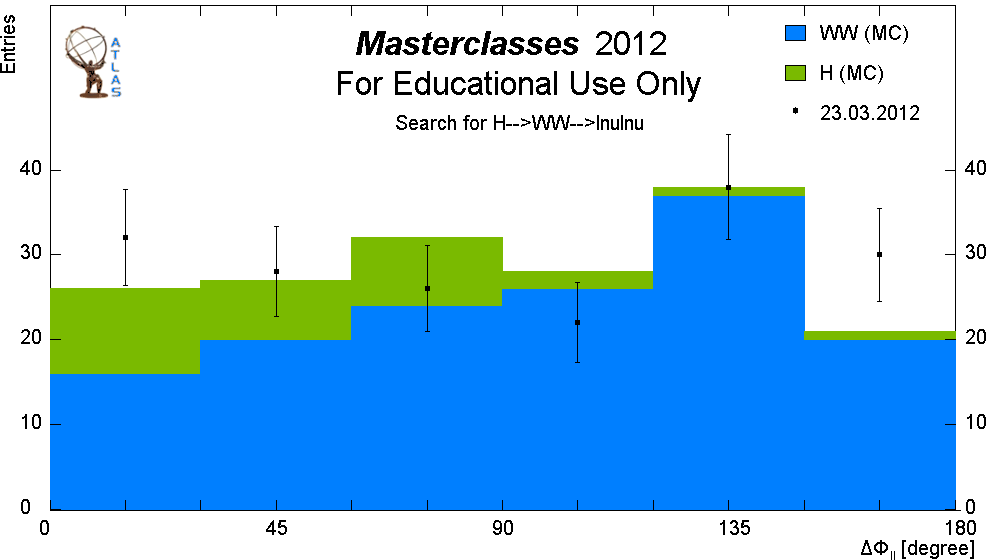 Entries
ATLAS
Masterclasses 2012
For Educational Use Only
Search for H-->WW-->lnulnu
WW (MC)
H (MC)
23.03.2012
40 40
30 30
20 20
10 10
0 0
0 45 90 135 180
ΔΦll [degree]